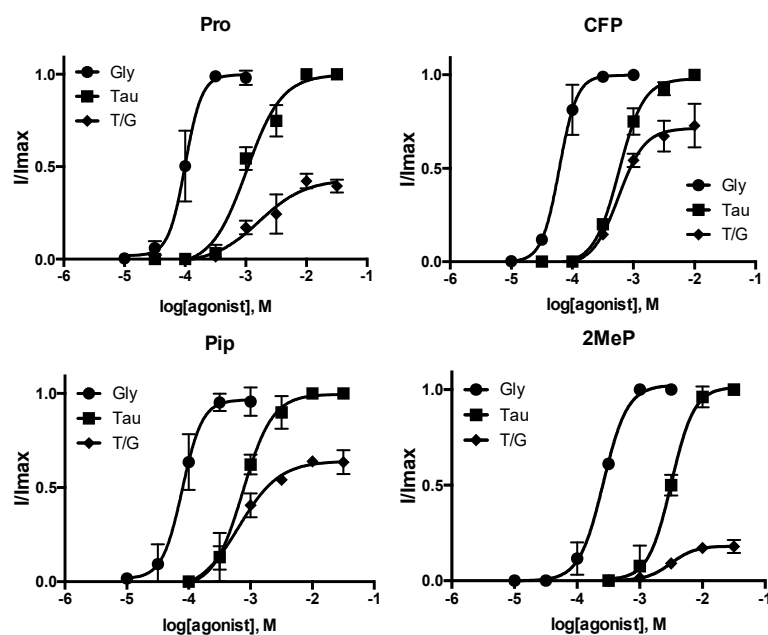 Pro
I/Imax
1.0
0.5
0.0
Gly
Tau
T/G
-6 -5 -4 -3 -2 -1
log[agonist], M
CFP
I/Imax
1.0
0.5
0.0
Gly
Tau
T/G
-6 -5 -4 -3 -2 -1 0
log[agonist], M
Pip
I/Imax
1.0
0.5
0.0
Gly
Tau
T/G
-6 -5 -4 -3 -2 -1
log[agonist], M
2MeP
I/Imax
1.0
0.5
0.0
Gly
Tau
T/G
-6 -5 -4 -3 -2 -1 0
log[agonist], M